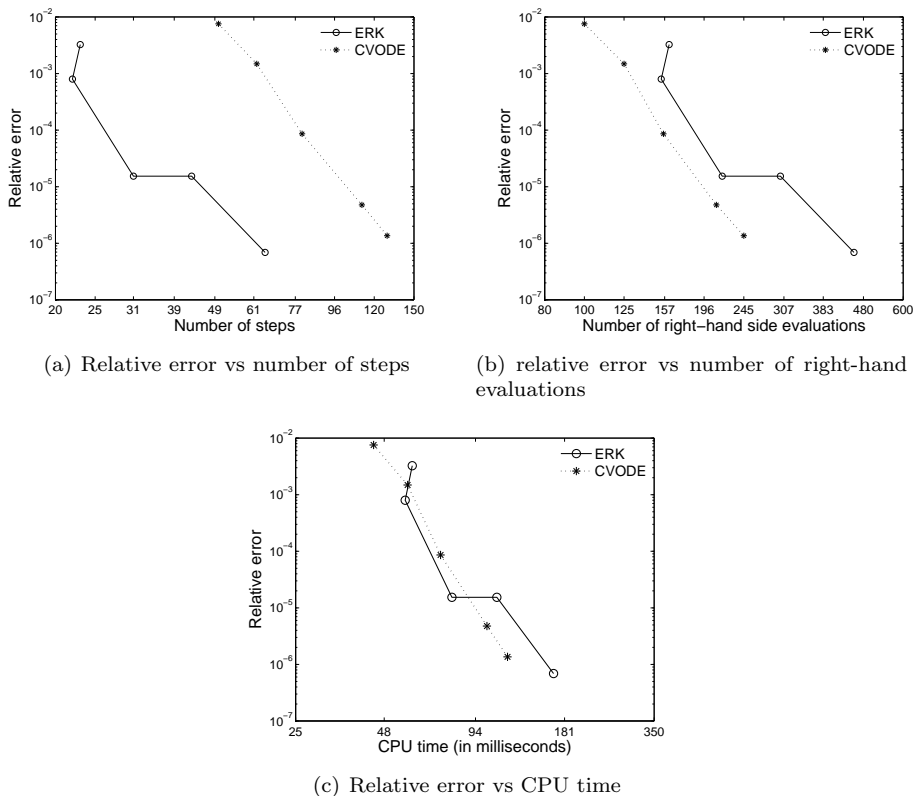 10⁻²
10⁻³
10⁻⁴
10⁻⁵
10⁻⁶
10⁻⁷
Relative error
ERK
CVODE
20 25 31 39 49 61 77 96 120 150
Number of steps
(a) Relative error vs number of steps
10⁻²
10⁻³
10⁻⁴
10⁻⁵
10⁻⁶
10⁻⁷
Relative error
ERK
CVODE
80 100 125 157 196 245 307 383 480 600
Number of right−hand side evaluations
(b) relative error vs number of right-hand
evaluations
10⁻²
10⁻³
10⁻⁴
10⁻⁵
10⁻⁶
10⁻⁷
Relative error
ERK
CVODE
25 48 94 181 350
CPU time (in milliseconds)
(c) Relative error vs CPU time